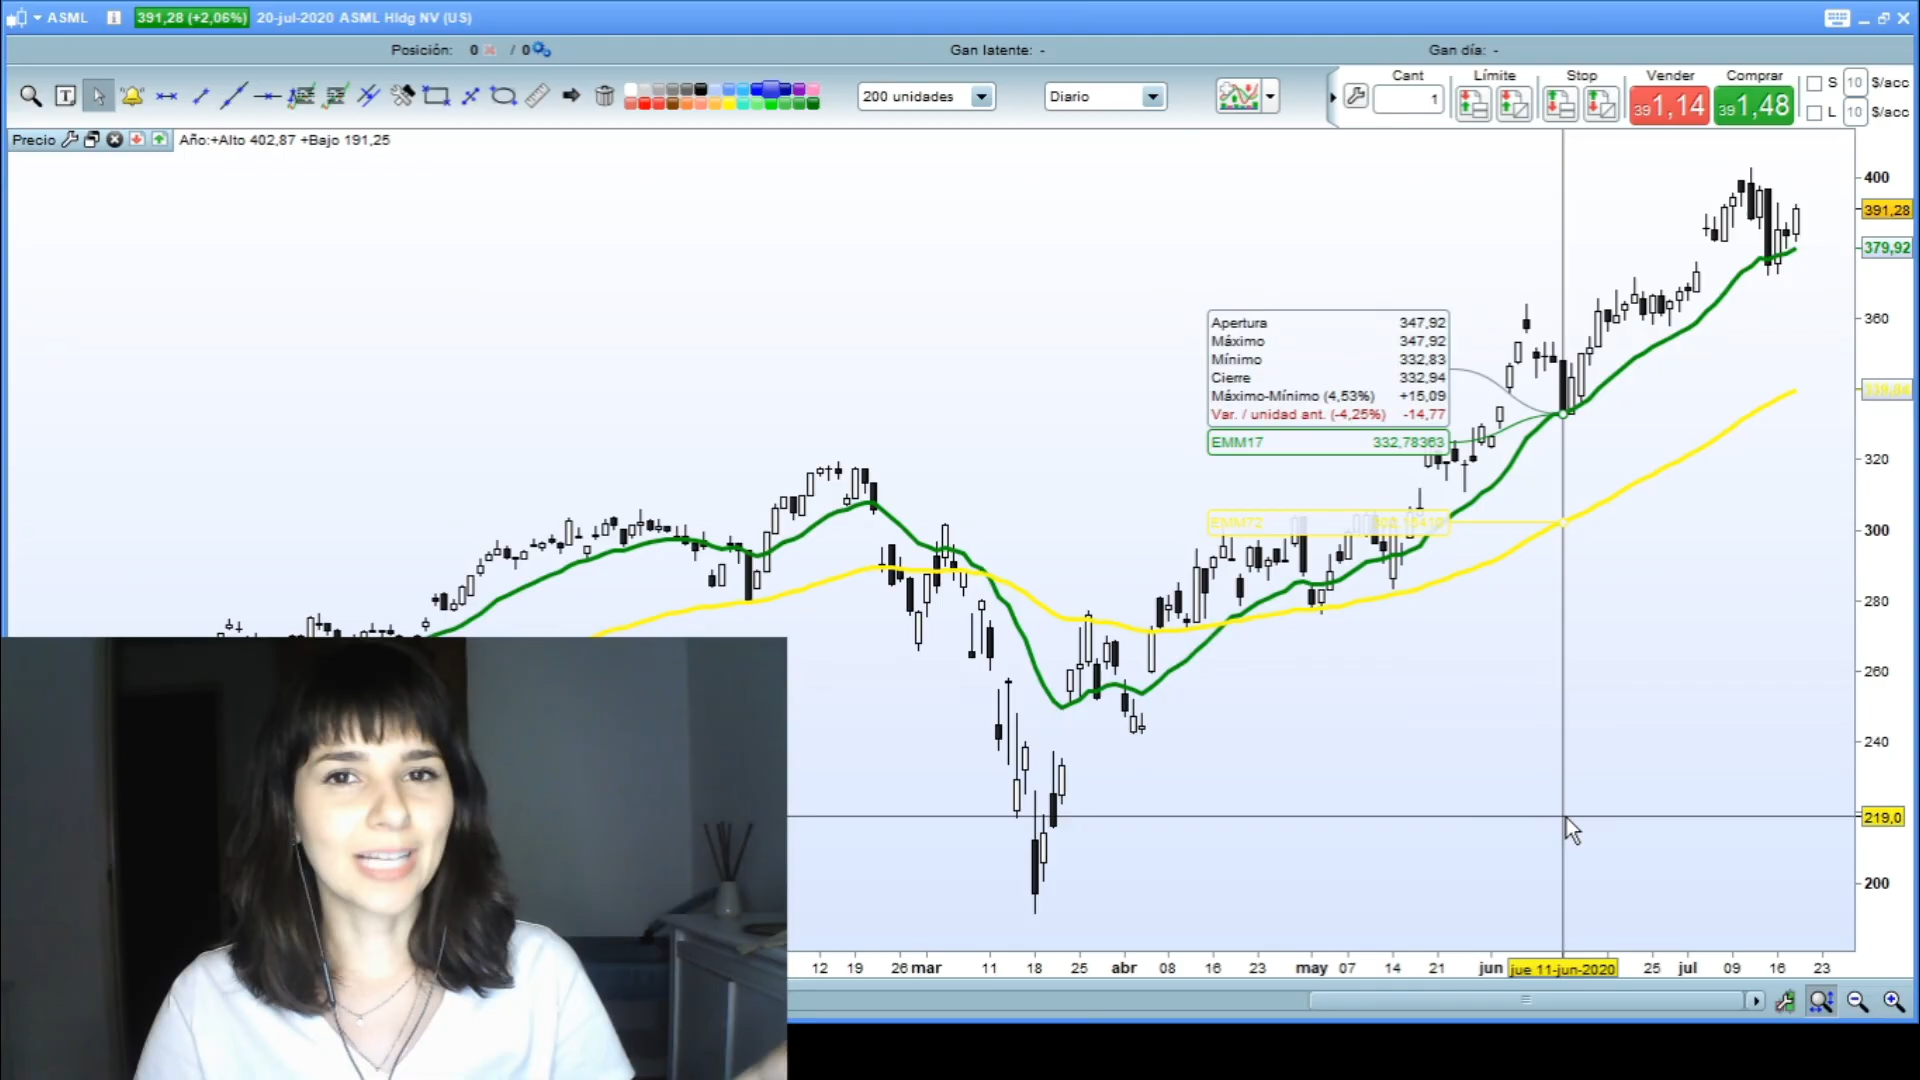 ASML 391,28 (+2,06%) 20-jul-2020 ASML Hldg NV (US)
Posición: 0 / 0 Gan latente: - Gan día: -
Cant Límite Stop Vender Comprar
S 10 $/acc
200 unidades Diario 1 391,14 391,48
L 10 $/acc
Precio Año:+Alto 402,87 +Bajo 191,25
400
391,28
379,92
360
320
300
280
260
240
219,0
200
Apertura 347,92
Máximo 347,92
Mínimo 332,83
Cierre 332,94
Máximo-Mínimo (4,53%) +15,09
Var. / unidad ant. (-4,25%) -14,77
EMM17 332,78363
EMM72
12 19 26 mar 11 18 25 abr 08 16 23 may 07 14 21 jun jue 11-jun-2020 25 jul 09 16 23